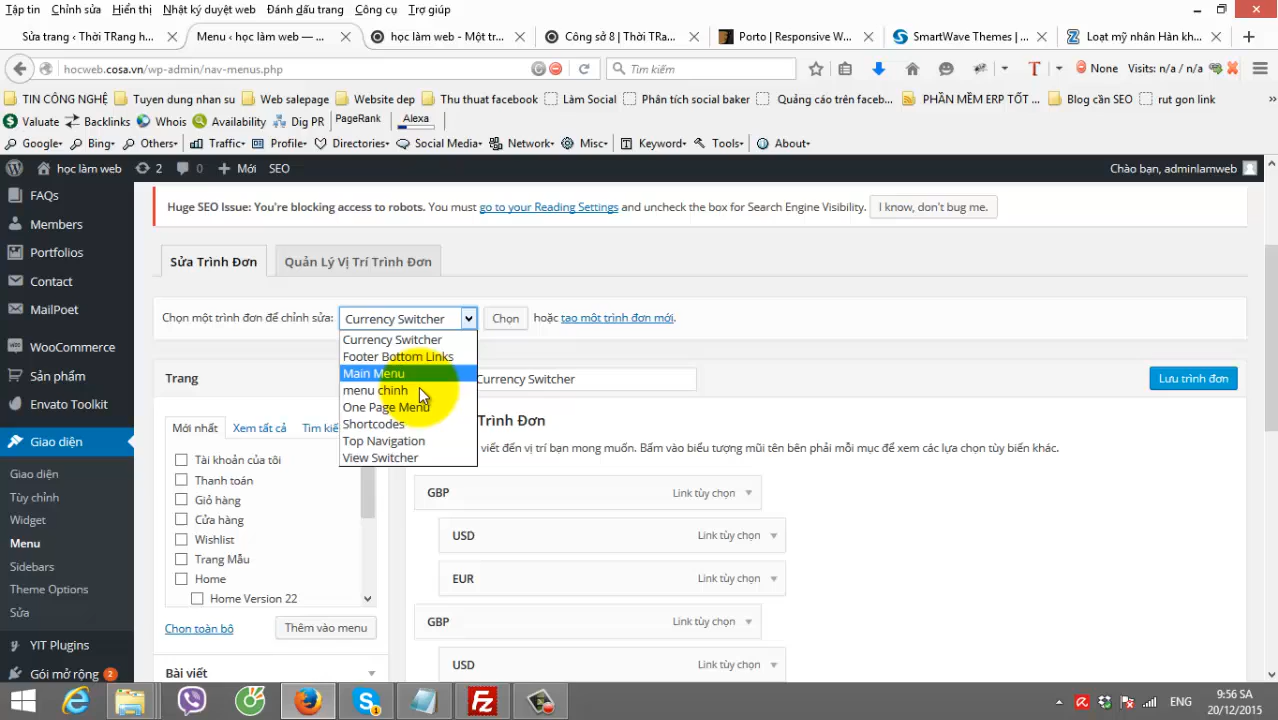 Tập tin Chỉnh sửa Hiển thị Nhật ký duyệt web Đánh dấu trang Công cụ Trợ giúp
Sửa trang ‹ Thời TRang h... Menu ‹ học làm web — ... học làm web - Một tr... Công sở 8 | Thời TRA... Porto | Responsive W... SmartWave Themes | ... Loạt mỹ nhân Hàn kh...
hocweb.cosa.vn/wp-admin/nav-menus.php Tìm kiếm None Visits: n/a / n/a
TIN CÔNG NGHỆ Tuyen dung nhan su Web salepage Website dep Thu thuat facebook Làm Social Phân tích social baker Quảng cáo trên faceb... PHẦN MỀM ERP TỐT ... Blog cần SEO rut gon link
Valuate Backlinks Whois Availability Dig PR PageRank Alexa
Google Bing Others Traffic Profile Directories Social Media Network Misc Keyword Tools About
học làm web 2 0 Mới SEO Chào bạn, adminlamweb
FAQs
Members
Portfolios
Contact
MailPoet
WooCommerce
Sản phẩm
Envato Toolkit
Giao diện
Giao diện
Tùy chỉnh
Widget
Menu
Sidebars
Theme Options
Sửa
YIT Plugins
Gói mở rộng 2
Huge SEO Issue: You're blocking access to robots. You must go to your Reading Settings and uncheck the box for Search Engine Visibility. I know, don't bug me.
Sửa Trình Đơn Quản Lý Vị Trí Trình Đơn
Chọn một trình đơn để chỉnh sửa: Currency Switcher Chọn hoặc tạo một trình đơn mới.
Currency Switcher
Footer Bottom Links
Main Menu
menu chinh
One Page Menu
Shortcodes
Top Navigation
View Switcher
Trang
Mới nhất Xem tất cả Tìm kiế
Tài khoản của tôi
Thanh toán
Giỏ hàng
Cửa hàng
Wishlist
Trang Mẫu
Home
Home Version 22
Chọn toàn bộ Thêm vào menu
Bài viết
Currency Switcher Lưu trình đơn
Trình Đơn
viết đến vị trí bạn mong muốn. Bấm vào biểu tượng mũi tên bên phải mỗi mục để xem các lựa chọn tùy biến khác.
GBP Link tùy chọn
USD Link tùy chọn
EUR Link tùy chọn
GBP Link tùy chọn
USD Link tùy chọn
ENG 9:56 SA
20/12/2015